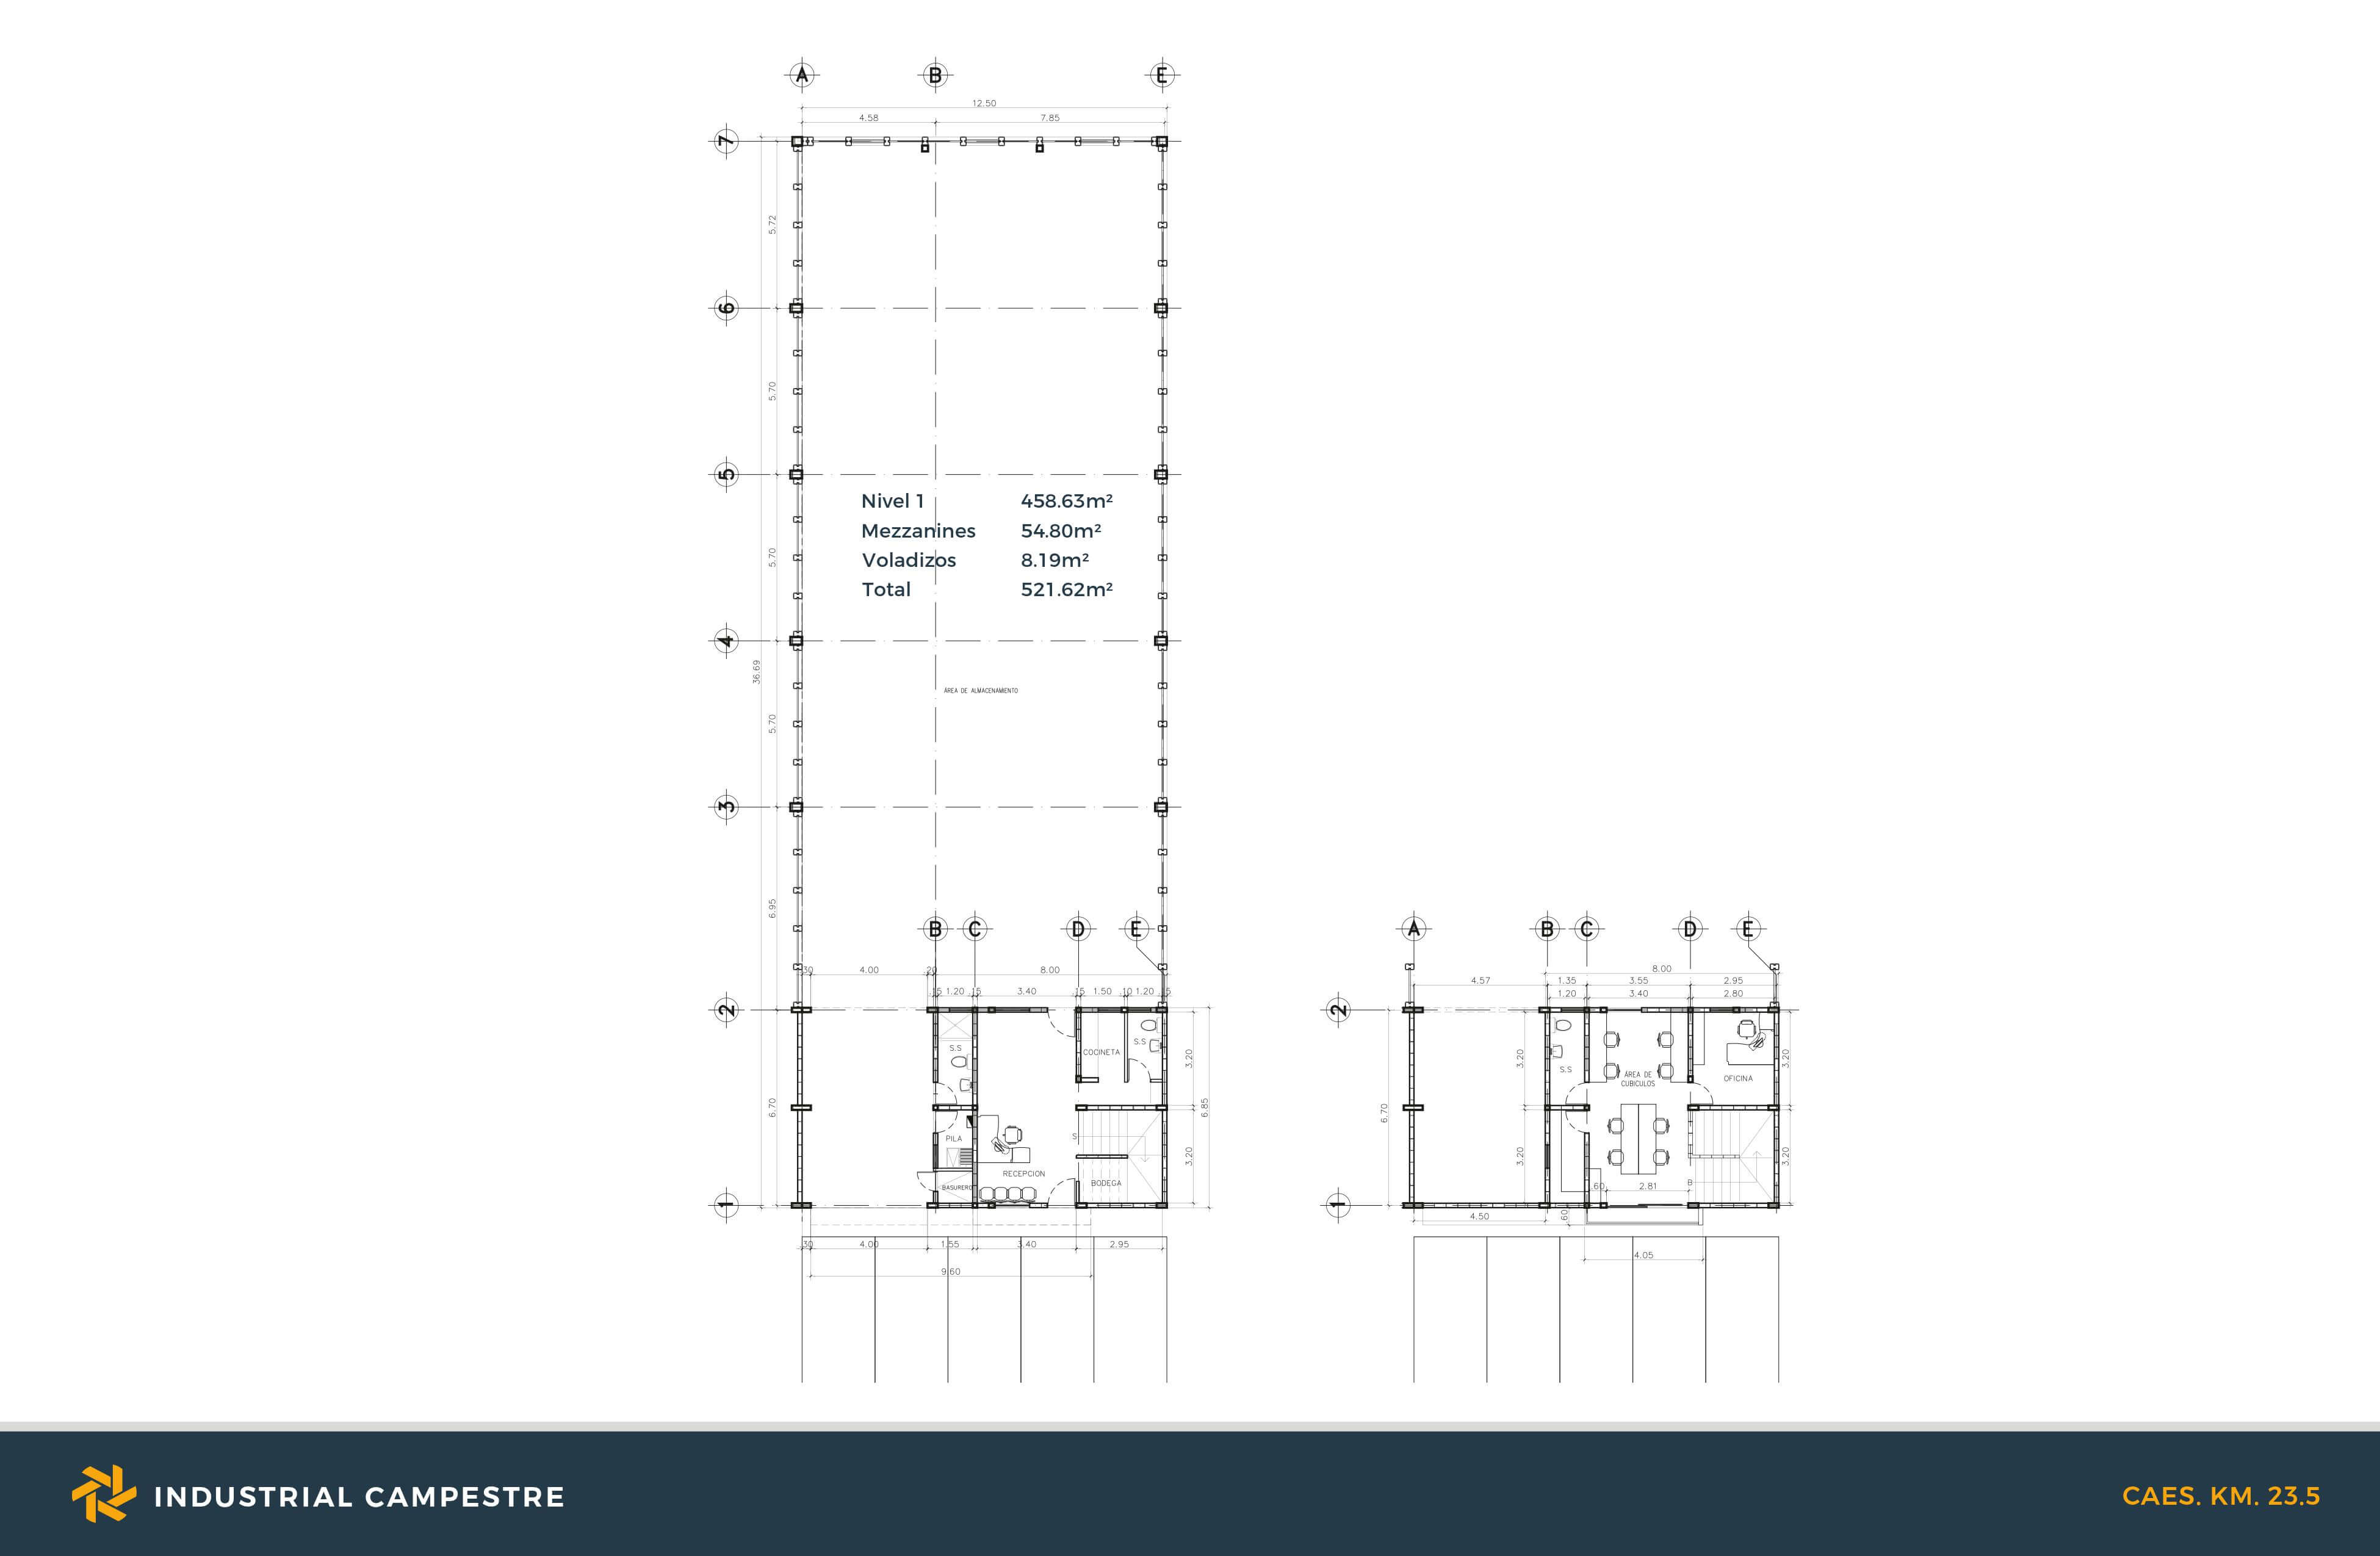 A B E
12.50
4.58 7.85
7
5.72
6
5.70
5
Nivel 1 458.63m²
Mezzanines 54.80m²
Voladizos 8.19m²
Total 521.62m²
5.70
4
36.69
ÁREA DE ALMACENAMIENTO
5.70
3
6.95
B C D E
30 4.00 20 8.00
15 1.20 15 3.40 15 1.50 10 1.20 15
2
S.S
COCINETA
S.S
3.20
6.70
6.85
PILA
S
RECEPCION
BODEGA
BASURERO
3.20
1
30 4.00 1.55 3.40 2.95
9.60
A B C D E
8.00
4.57 1.35 3.55 2.95
1.20 3.40 2.80
2
3.20
S.S
ÁREA DE
CUBICULOS
OFICINA
3.20
6.70
3.20
3.20
.60 2.81
B
1
4.50
.60
4.05
INDUSTRIAL CAMPESTRE
CAES. KM. 23.5